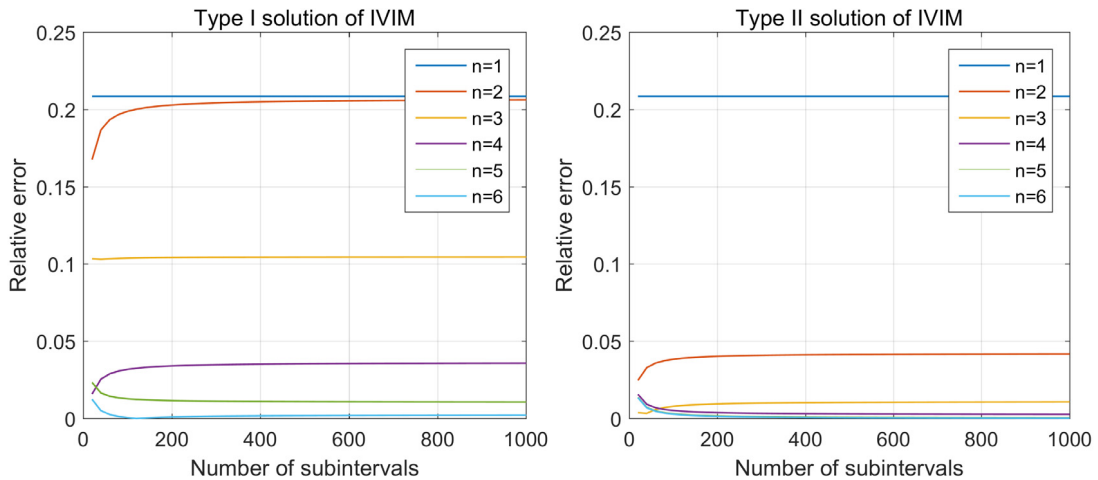 Type I solution of IVIM
0.25
0.2
0.15
0.1
0.05
0
Relative error
n=1
n=2
n=3
n=4
n=5
n=6
0 200 400 600 800 1000
Number of subintervals
Type II solution of IVIM
0.25
0.2
0.15
0.1
0.05
0
Relative error
n=1
n=2
n=3
n=4
n=5
n=6
0 200 400 600 800 1000
Number of subintervals